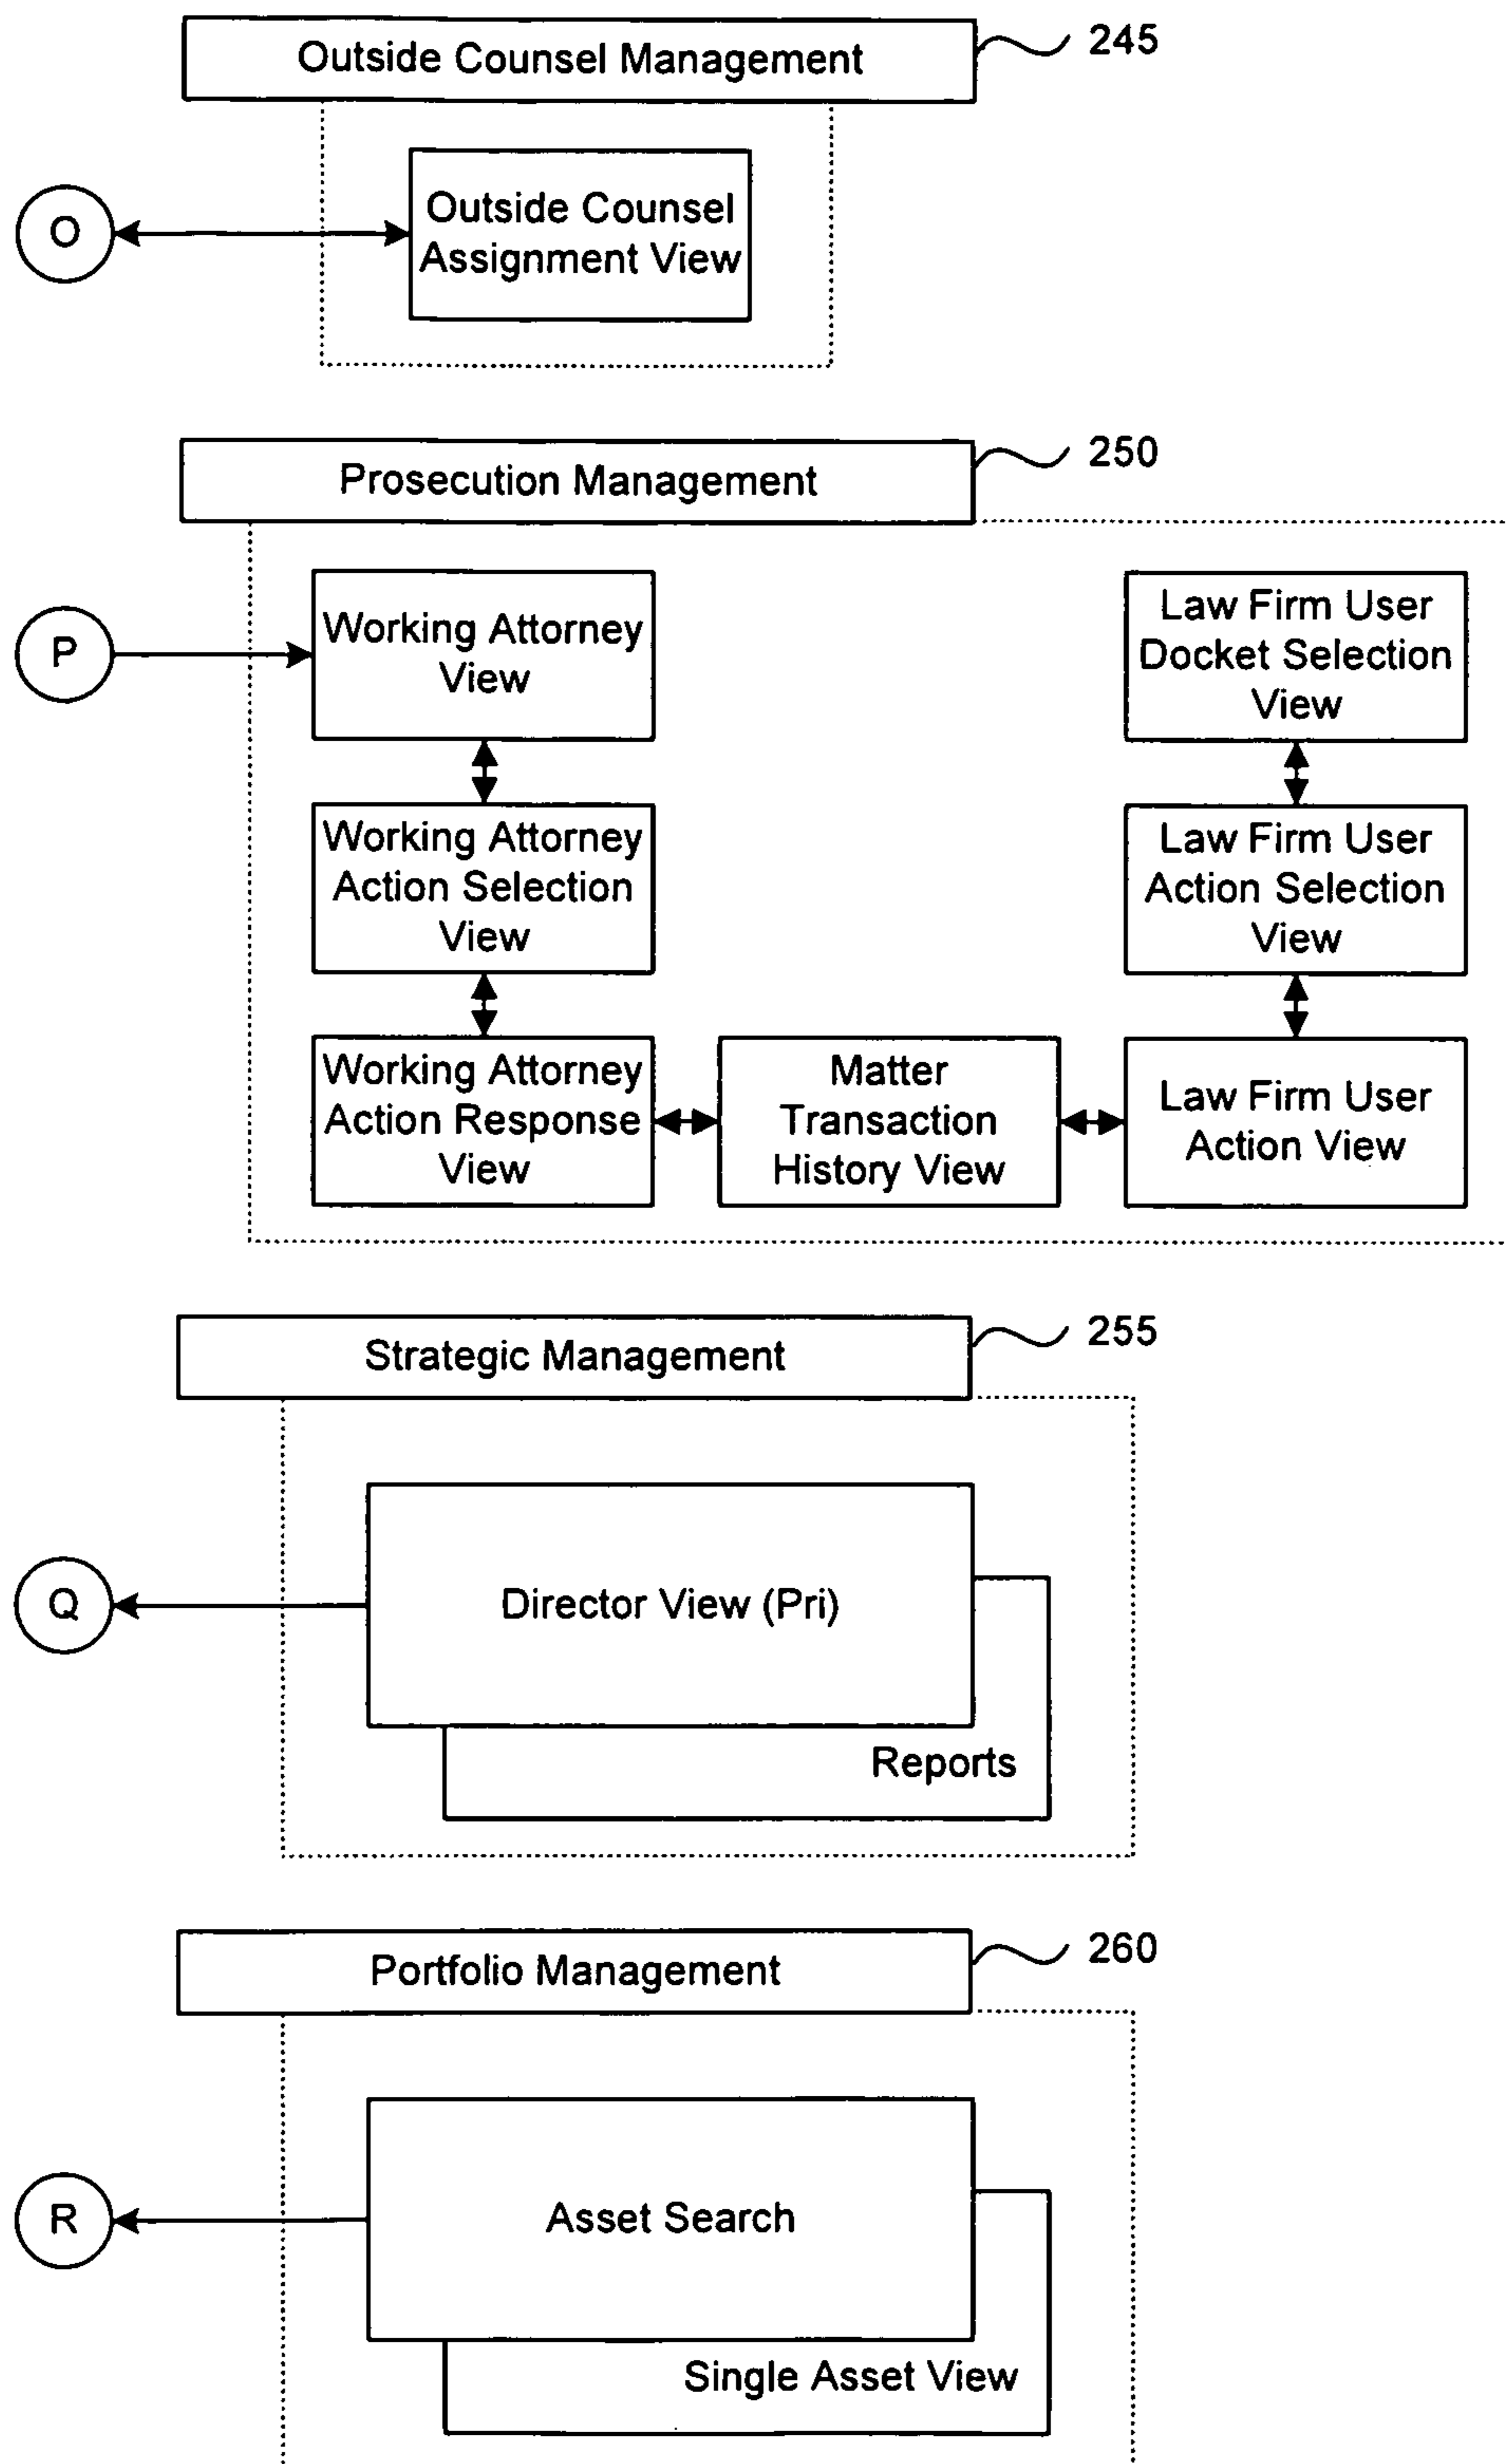 Outside Counsel Management
245
Outside Counsel
Assignment View
O
Prosecution Management
250
P
Working Attorney
View
Law Firm User
Docket Selection
View
Working Attorney
Action Selection
View
Law Firm User
Action Selection
View
Working Attorney
Action Response
View
Matter
Transaction
History View
Law Firm User
Action View
Strategic Management
255
Q
Director View (Pri)
Reports
Portfolio Management
260
R
Asset Search
Single Asset View